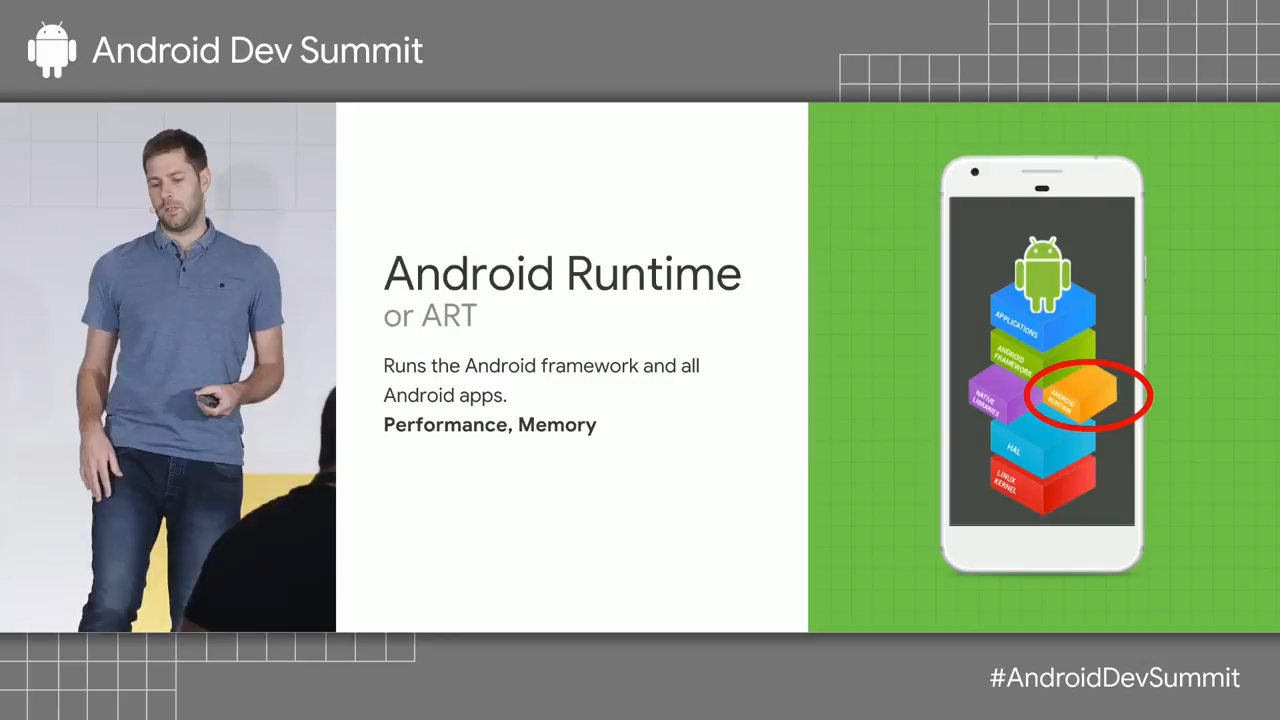 Android Dev Summit
Android Runtime
or ART
Runs the Android framework and all
Android apps.
Performance, Memory
APPLICATIONS
ANDROID
FRAMEWORK
NATIVE
LIBRARIES
ANDROID
RUNTIME
HAL
LINUX
KERNEL
#AndroidDevSummit